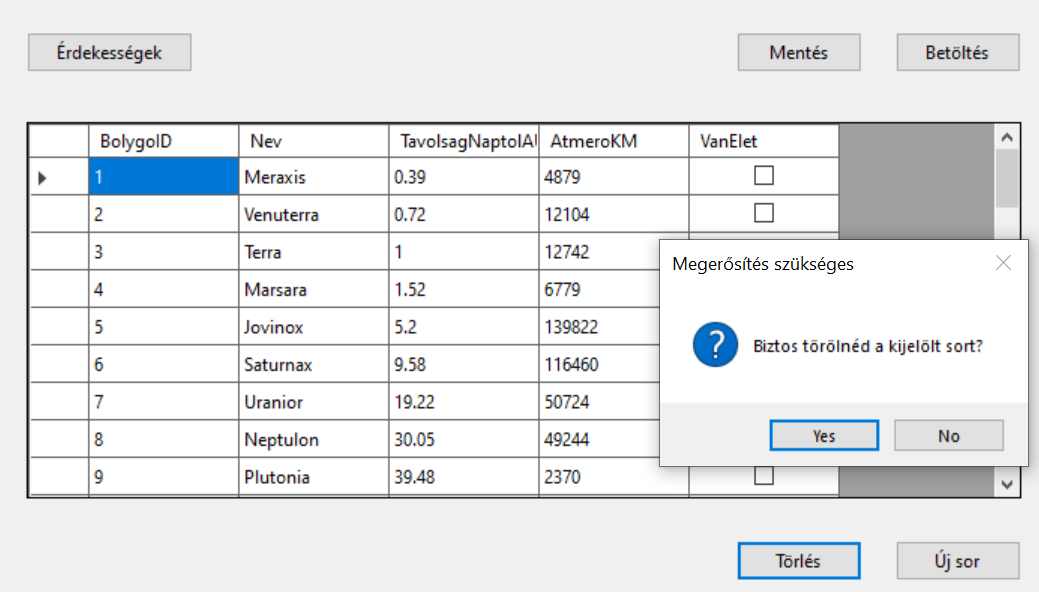 Érdekességek Mentés Betöltés
BolygoID Nev TavolsagNaptolAU AtmeroKM VanElet
1 Meraxis 0.39 4879
2 Venuterra 0.72 12104
3 Terra 1 12742
4 Marsara 1.52 6779
5 Jovinox 5.2 139822
6 Saturnax 9.58 116460
7 Uranior 19.22 50724
8 Neptulon 30.05 49244
9 Plutonia 39.48 2370
Megerősítés szükséges
Biztos törölnéd a kijelölt sort?
Yes No
Törlés Új sor